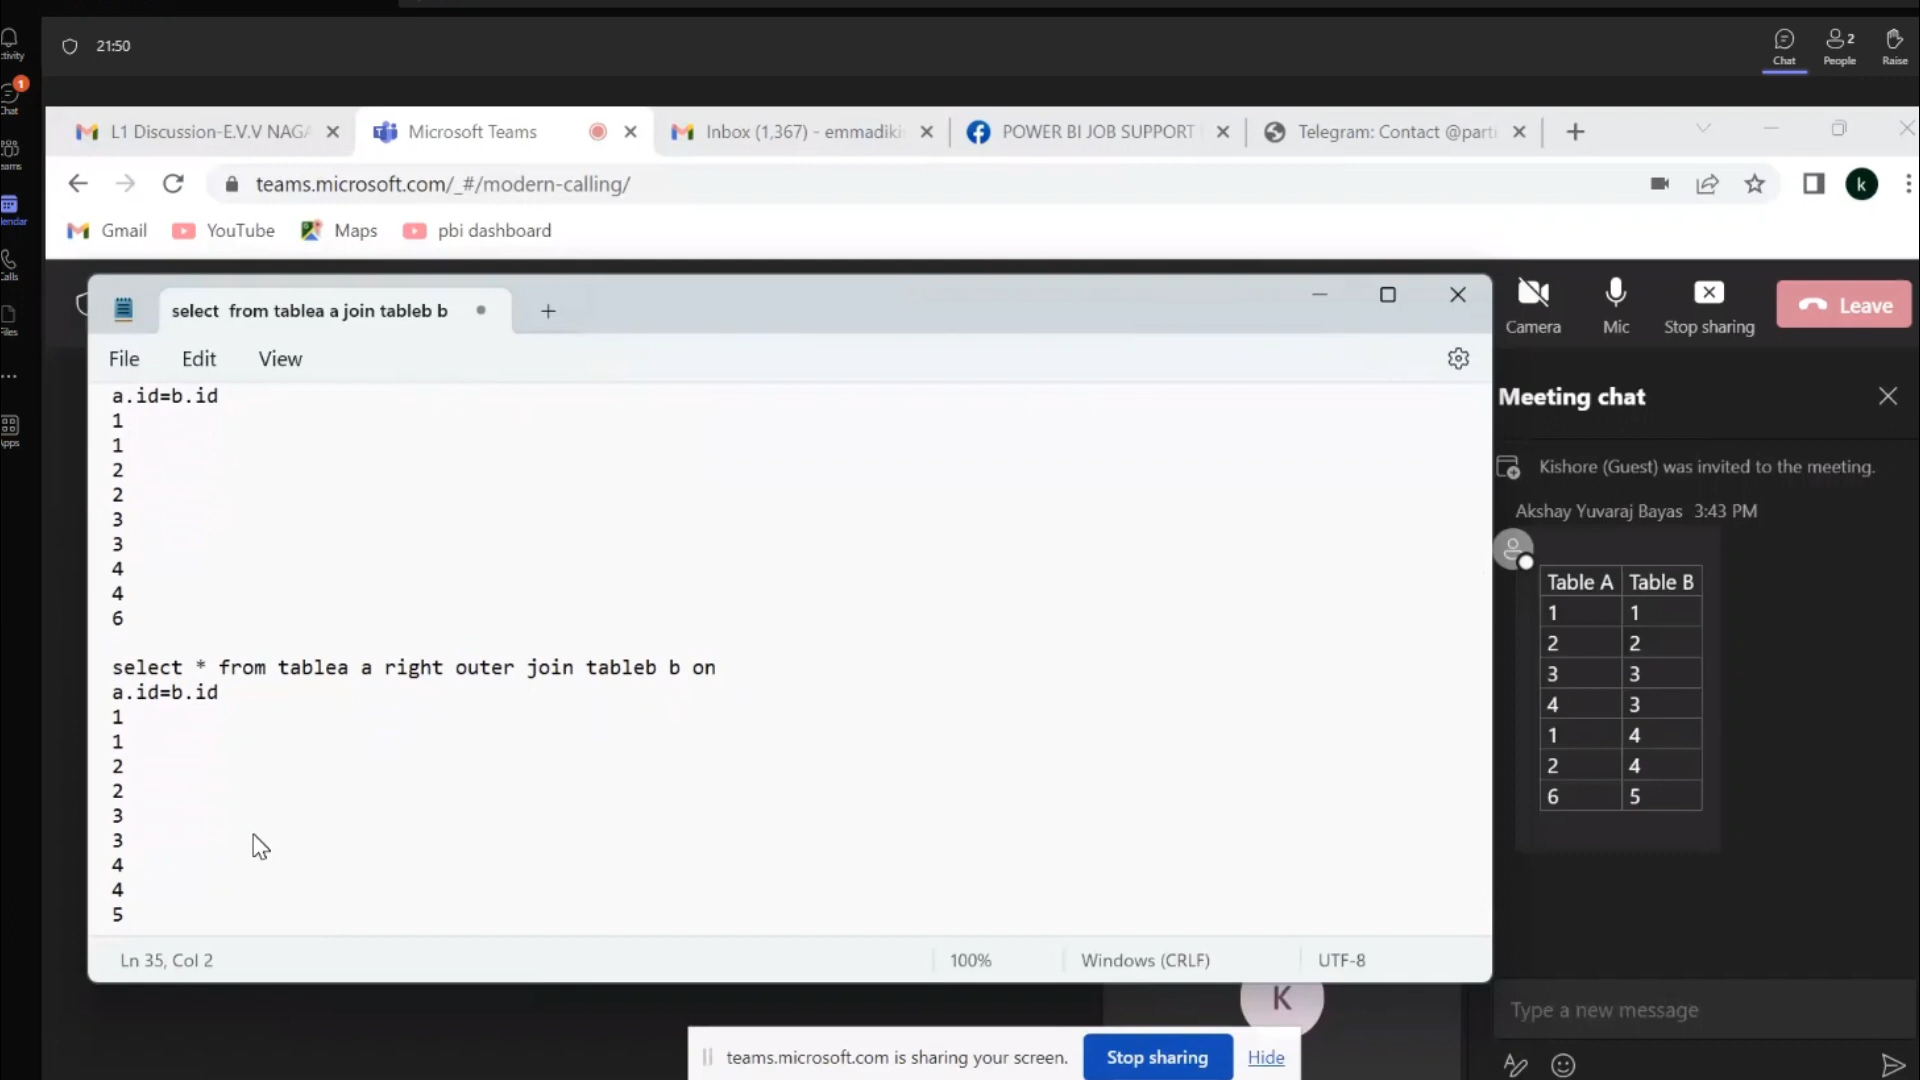 21:50
Chat
2
People
Raise
1
L1 Discussion-E.V.V NAGA
Microsoft Teams
Inbox (1,367) - emmadiki
POWER BI JOB SUPPORT
Telegram: Contact @parti
teams.microsoft.com/_#/modern-calling/
k
Gmail
YouTube
Maps
pbi dashboard
select  from tablea a join tableb b
File
Edit
View
a.id=b.id
1
1
2
2
3
3
4
4
6
select * from tablea a right outer join tableb b on
a.id=b.id
1
1
2
2
3
3
4
4
5
Ln 35, Col 2
100%
Windows (CRLF)
UTF-8
Camera
Mic
Stop sharing
Leave
Meeting chat
Kishore (Guest) was invited to the meeting.
Akshay Yuvaraj Bayas 3:43 PM
Table A Table B
1 1
2 2
3 3
4 3
1 4
2 4
6 5
K
Type a new message
teams.microsoft.com is sharing your screen.
Stop sharing
Hide